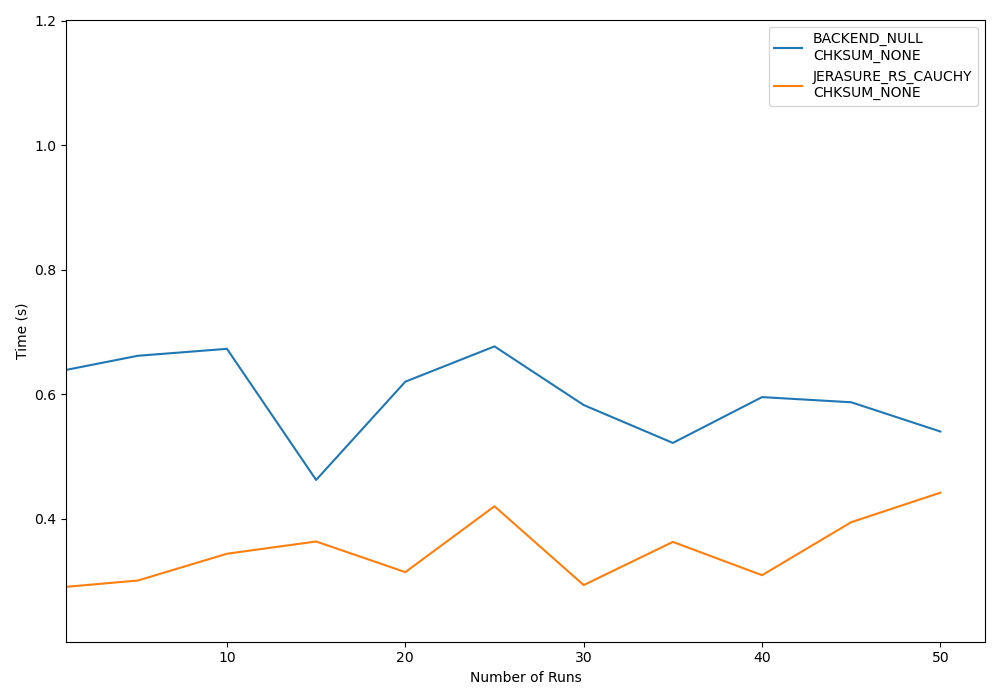 1.2
1.0
0.8
0.6
0.4
Time (s)
10
20
30
40
50
Number of Runs
BACKEND_NULL
CHKSUM_NONE
JERASURE_RS_CAUCHY
CHKSUM_NONE